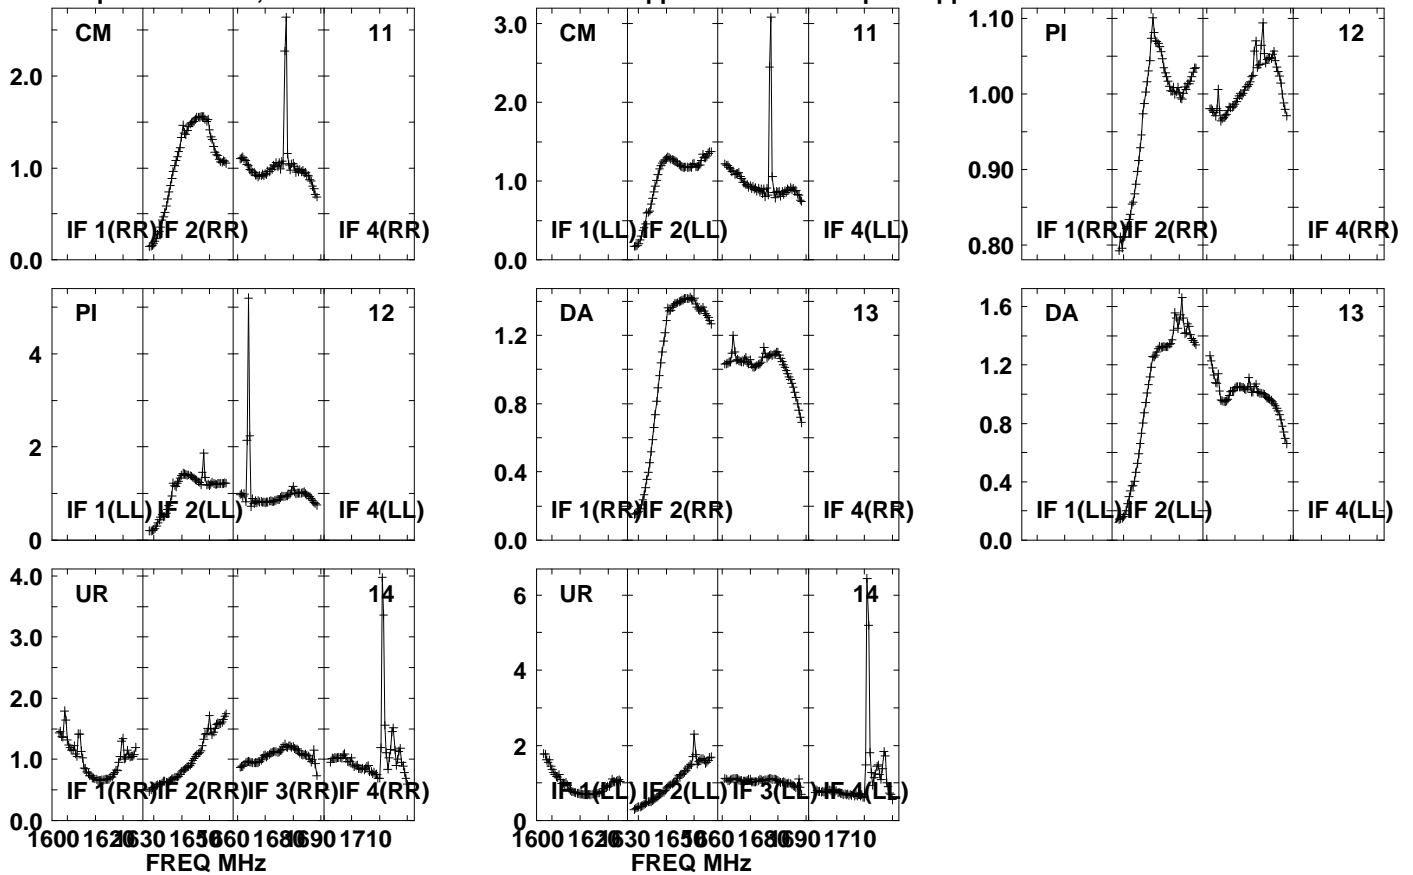 CM 11
2.0
1.0
0.0
IF 1(RR) IF 2(RR) IF 4(RR)
CM 11
3.0
2.0
1.0
0.0
IF 1(LL) IF 2(LL) IF 4(LL)
PI 12
1.10
1.00
0.90
0.80
IF 1(RR) IF 2(RR) IF 4(RR)
PI 12
4
2
0
IF 1(LL) IF 2(LL) IF 4(LL)
DA 13
1.2
0.8
0.4
0.0
IF 1(RR) IF 2(RR) IF 4(RR)
DA 13
1.6
1.2
0.8
0.4
0.0
IF 1(LL) IF 2(LL) IF 4(LL)
UR 14
4.0
3.0
2.0
1.0
0.0
IF 1(RR) IF 2(RR) IF 3(RR) IF 4(RR)
1600 1620 1630 1650 1660 1680 1690 1710
FREQ MHz
UR 14
6
4
2
0
IF 1(LL) IF 2(LL) IF 3(LL) IF 4(LL)
1600 1620 1630 1650 1660 1680 1690 1710
FREQ MHz